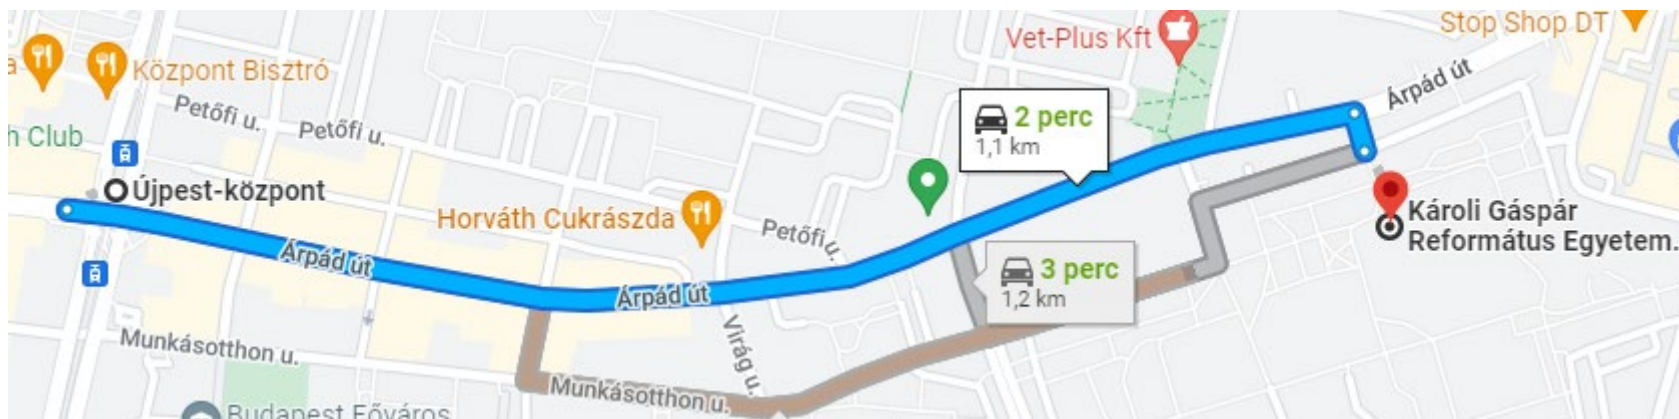 Stop Shop DT
Vet-Plus Kft
Központ Bisztró
Árpád út
Petőfi u.
Petőfi u.
2 perc
1,1 km
h Club
Újpest-központ
Horváth Cukrászda
Petőfi u.
Károli Gáspár
Református Egyetem.
Árpád út
3 perc
1,2 km
Árpád út
Virág u.
Munkásotthon u.
Munkásotthon u.
Budapest Főváros